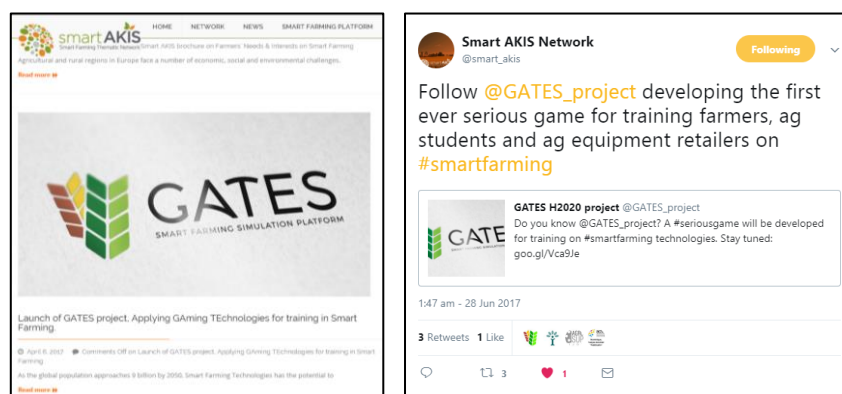 HOME NETWORK NEWS SMART FARMING PLATFORM
smart AKIS
Smart Farming Thematic Network
Smart AKIS brochure on Farmers' Needs & Interests on Smart Farming
Agricultural and rural regions in Europe face a number of economic, social and environmental challenges.
Read more
GATES
SMART FARMING SIMULATION PLATFORM
Launch of GATES project, Applying GAming TEchnologies for training in Smart
Farming.
April 6, 2017 Comments Off on Launch of GATES project, Applying GAming TEchnologies for training in Smart
Farming
As the global population approaches 9 billion by 2050, Smart Farming Technologies has the potential to
Read more
Smart AKIS Network
@smart_akis
Following
Follow @GATES_project developing the first
ever serious game for training farmers, ag
students and ag equipment retailers on
#smartfarming
GATE
GATES H2020 project @GATES_project
Do you know @GATES_project? A #seriousgame will be developed
for training on #smartfarming technologies. Stay tuned:
goo.gl/Vca9Je
1:47 am - 28 Jun 2017
3 Retweets 1 Like
3 1